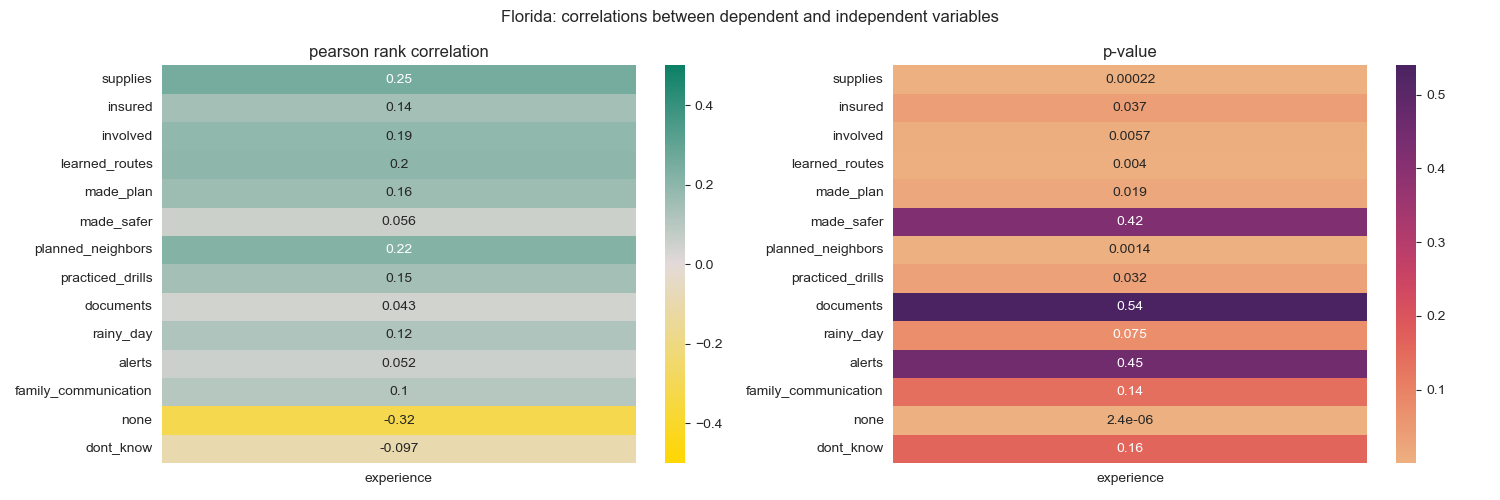 Florida: correlations between dependent and independent variables
pearson rank correlation
supplies 0.25
insured 0.14
involved 0.19
learned_routes 0.2
made_plan 0.16
made_safer 0.056
planned_neighbors 0.22
practiced_drills 0.15
documents 0.043
rainy_day 0.12
alerts 0.052
family_communication 0.1
none -0.32
dont_know -0.097
experience
0.4
0.2
0.0
−0.2
−0.4
p-value
supplies 0.00022
insured 0.037
involved 0.0057
learned_routes 0.004
made_plan 0.019
made_safer 0.42
planned_neighbors 0.0014
practiced_drills 0.032
documents 0.54
rainy_day 0.075
alerts 0.45
family_communication 0.14
none 2.4e-06
dont_know 0.16
experience
0.5
0.4
0.3
0.2
0.1